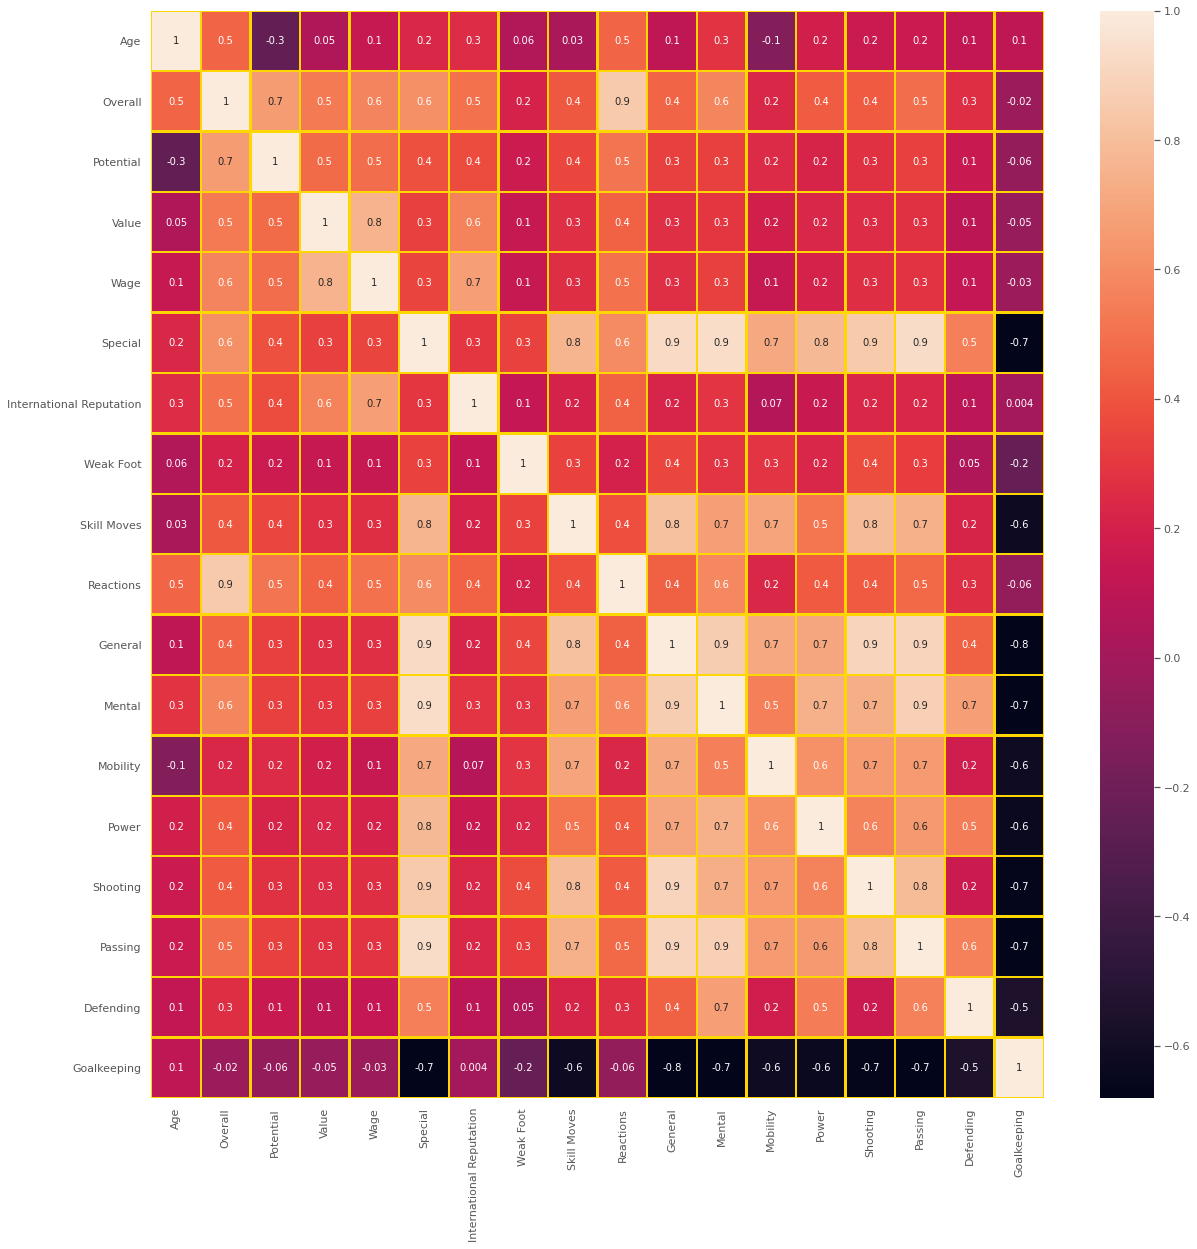 Age 1 0.5 -0.3 0.05 0.1 0.2 0.3 0.06 0.03 0.5 0.1 0.3 -0.1 0.2 0.2 0.2 0.1 0.1
Overall 0.5 1 0.7 0.5 0.6 0.6 0.5 0.2 0.4 0.9 0.4 0.6 0.2 0.4 0.4 0.5 0.3 -0.02
Potential -0.3 0.7 1 0.5 0.5 0.4 0.4 0.2 0.4 0.5 0.3 0.3 0.2 0.2 0.3 0.3 0.1 -0.06
Value 0.05 0.5 0.5 1 0.8 0.3 0.6 0.1 0.3 0.4 0.3 0.3 0.2 0.2 0.3 0.3 0.1 -0.05
Wage 0.1 0.6 0.5 0.8 1 0.3 0.7 0.1 0.3 0.5 0.3 0.3 0.1 0.2 0.3 0.3 0.1 -0.03
Special 0.2 0.6 0.4 0.3 0.3 1 0.3 0.3 0.8 0.6 0.9 0.9 0.7 0.8 0.9 0.9 0.5 -0.7
International Reputation 0.3 0.5 0.4 0.6 0.7 0.3 1 0.1 0.2 0.4 0.2 0.3 0.07 0.2 0.2 0.2 0.1 0.004
Weak Foot 0.06 0.2 0.2 0.1 0.1 0.3 0.1 1 0.3 0.2 0.4 0.3 0.3 0.2 0.4 0.3 0.05 -0.2
Skill Moves 0.03 0.4 0.4 0.3 0.3 0.8 0.2 0.3 1 0.4 0.8 0.7 0.7 0.5 0.8 0.7 0.2 -0.6
Reactions 0.5 0.9 0.5 0.4 0.5 0.6 0.4 0.2 0.4 1 0.4 0.6 0.2 0.4 0.4 0.5 0.3 -0.06
General 0.1 0.4 0.3 0.3 0.3 0.9 0.2 0.4 0.8 0.4 1 0.9 0.7 0.7 0.9 0.9 0.4 -0.8
Mental 0.3 0.6 0.3 0.3 0.3 0.9 0.3 0.3 0.7 0.6 0.9 1 0.5 0.7 0.7 0.9 0.7 -0.7
Mobility -0.1 0.2 0.2 0.2 0.1 0.7 0.07 0.3 0.7 0.2 0.7 0.5 1 0.6 0.7 0.7 0.2 -0.6
Power 0.2 0.4 0.2 0.2 0.2 0.8 0.2 0.2 0.5 0.4 0.7 0.7 0.6 1 0.6 0.6 0.5 -0.6
Shooting 0.2 0.4 0.3 0.3 0.3 0.9 0.2 0.4 0.8 0.4 0.9 0.7 0.7 0.6 1 0.8 0.2 -0.7
Passing 0.2 0.5 0.3 0.3 0.3 0.9 0.2 0.3 0.7 0.5 0.9 0.9 0.7 0.6 0.8 1 0.6 -0.7
Defending 0.1 0.3 0.1 0.1 0.1 0.5 0.1 0.05 0.2 0.3 0.4 0.7 0.2 0.5 0.2 0.6 1 -0.5
Goalkeeping 0.1 -0.02 -0.06 -0.05 -0.03 -0.7 0.004 -0.2 -0.6 -0.06 -0.8 -0.7 -0.6 -0.6 -0.7 -0.7 -0.5 1
Age
Overall
Potential
Value
Wage
Special
International Reputation
Weak Foot
Skill Moves
Reactions
General
Mental
Mobility
Power
Shooting
Passing
Defending
Goalkeeping
1.0
0.8
0.6
0.4
0.2
0.0
−0.2
−0.4
−0.6